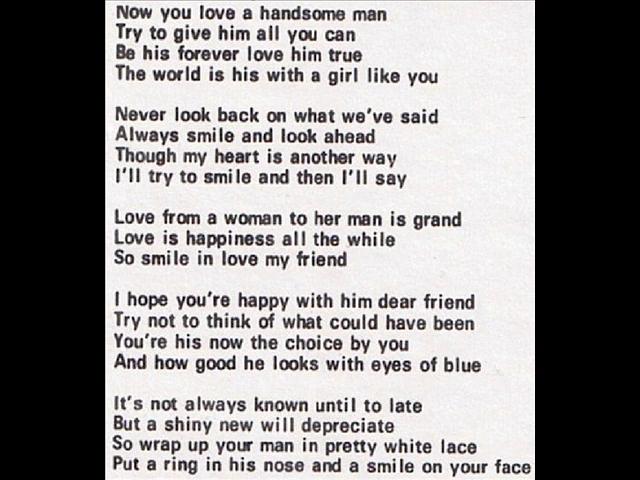 Now you love a handsome man
Try to give him all you can
Be his forever love him true
The world is his with a girl like you
Never look back on what we've said
Always smile and look ahead
Though my heart is another way
I'll try to smile and then I'll say
Love from a woman to her man is grand
Love is happiness all the while
So smile in love my friend
I hope you're happy with him dear friend
Try not to think of what could have been
You're his now the choice by you
And how good he looks with eyes of blue
It's not always known until to late
But a shiny new will depreciate
So wrap up your man in pretty white lace
Put a ring in his nose and a smile on your face